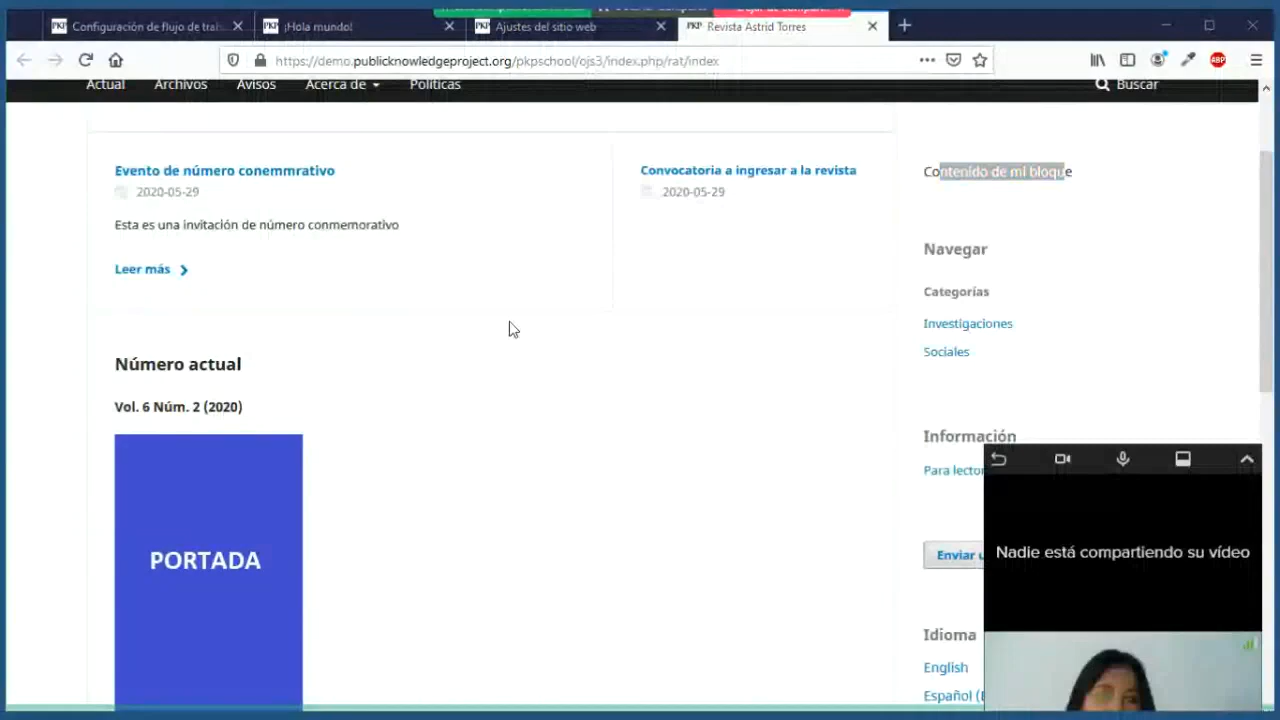 Configuración de flujo de trab
¡Hola mundo!
Ajustes del sitio web
Revista Astrid Torres
https://demo.publicknowledgeproject.org/pkpschool/ojs3/index.php/rat/index
ABP
Actual
Archivos
Avisos
Acerca de
Políticas
Buscar
Evento de número conemmrativo
2020-05-29
Esta es una invitación de número conmemorativo
Leer más
Convocatoria a ingresar a la revista
2020-05-29
Número actual
Vol. 6 Núm. 2 (2020)
PORTADA
Contenido de mi bloque
Navegar
Categorías
Investigaciones
Sociales
Información
Para lector
Enviar u
Idioma
English
Español (E
Nadie está compartiendo su vídeo